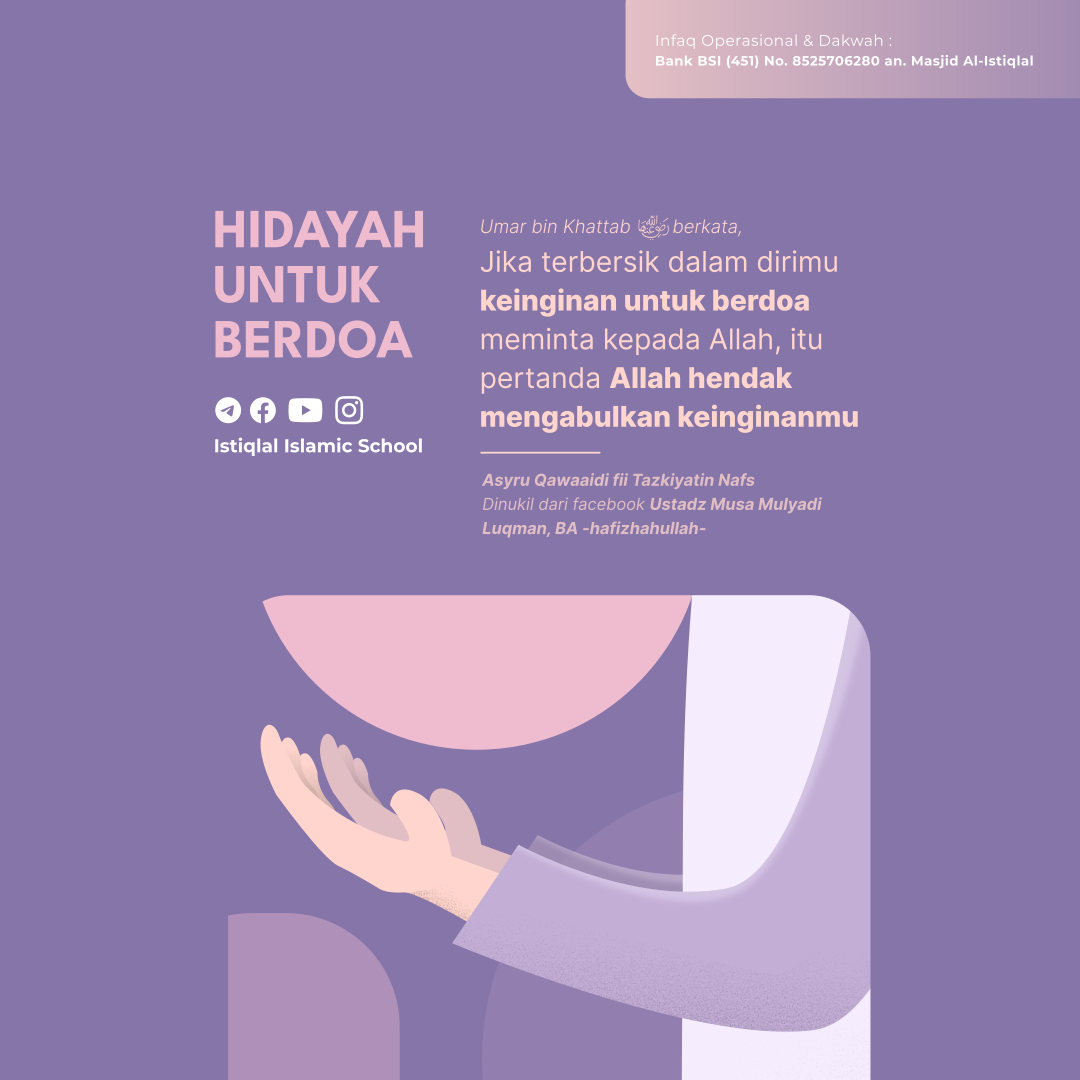 Infaq Operasional & Dakwah :
Bank BSI (451) No. 8525706280 an. Masjid Al-Istiqlal
HIDAYAH
UNTUK
BERDOA
Istiqlal Islamic School
Umar bin Khattab رضي الله عنه berkata,
Jika terbersik dalam dirimu
keinginan untuk berdoa
meminta kepada Allah, itu
pertanda Allah hendak
mengabulkan keinginanmu
Asyru Qawaaidi fii Tazkiyatin Nafs
Dinukil dari facebook Ustadz Musa Mulyadi
Luqman, BA -hafizhahullah-